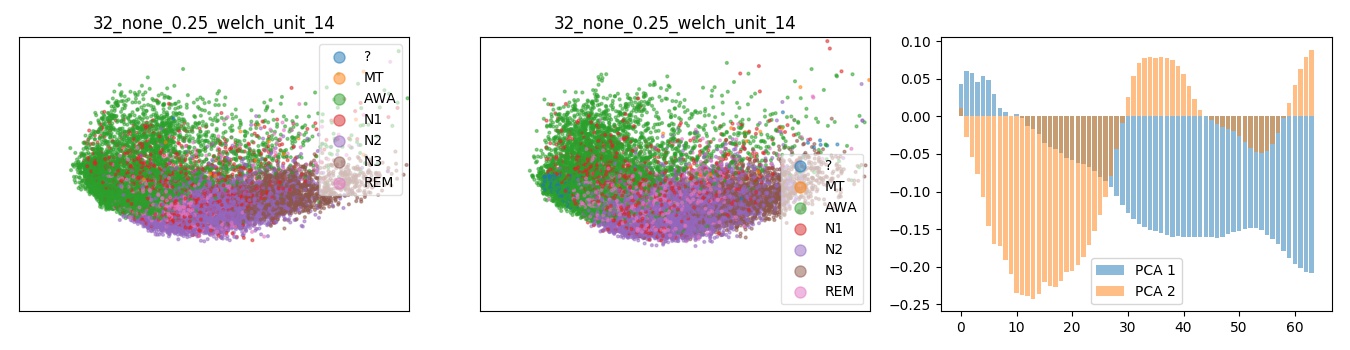 32_none_0.25_welch_unit_14
?
MT
AWA
N1
N2
N3
REM
32_none_0.25_welch_unit_14
?
MT
AWA
N1
N2
N3
REM
0.10
0.05
0.00
−0.05
−0.10
−0.15
−0.20
−0.25
PCA 1
PCA 2
0 10 20 30 40 50 60